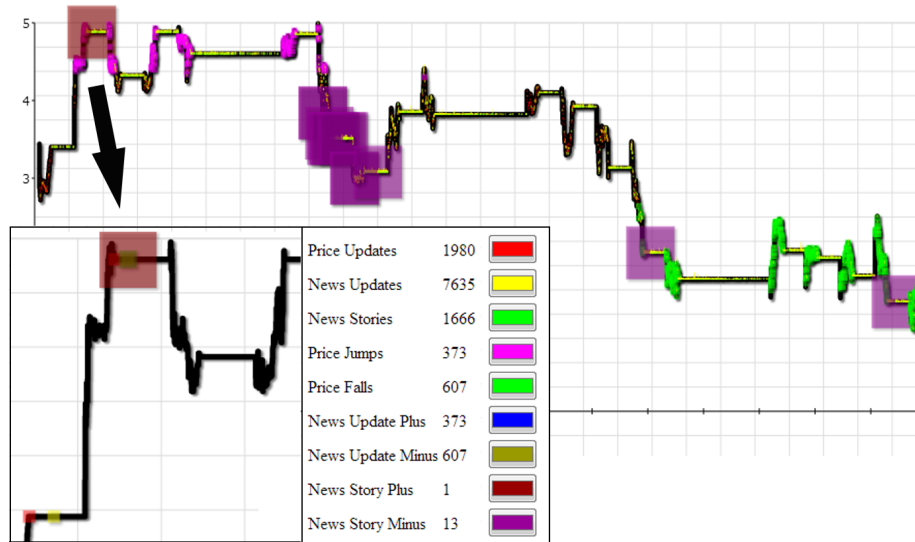 5
4
3
Price Updates 1980
News Updates 7635
News Stories 1666
Price Jumps 373
Price Falls 607
News Update Plus 373
News Update Minus 607
News Story Plus 1
News Story Minus 13